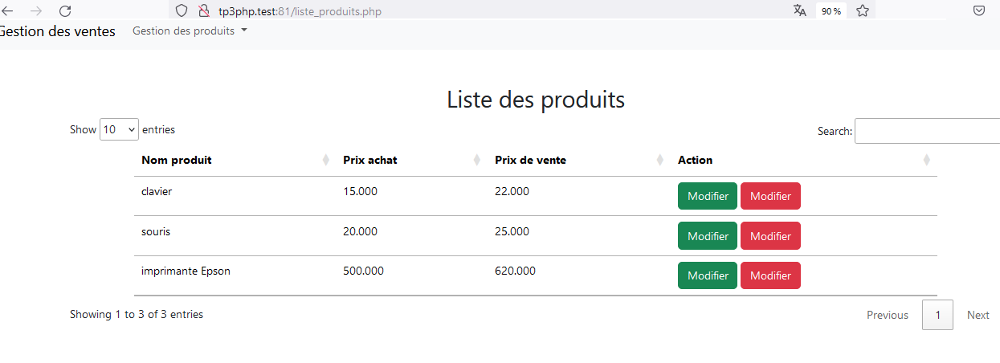 tp3php.test:81/liste_produits.php 90 %
Gestion des ventes Gestion des produits
Liste des produits
Show 10 entries Search:
Nom produit Prix achat Prix de vente Action
clavier 15.000 22.000 Modifier Modifier
souris 20.000 25.000 Modifier Modifier
imprimante Epson 500.000 620.000 Modifier Modifier
Showing 1 to 3 of 3 entries Previous 1 Next